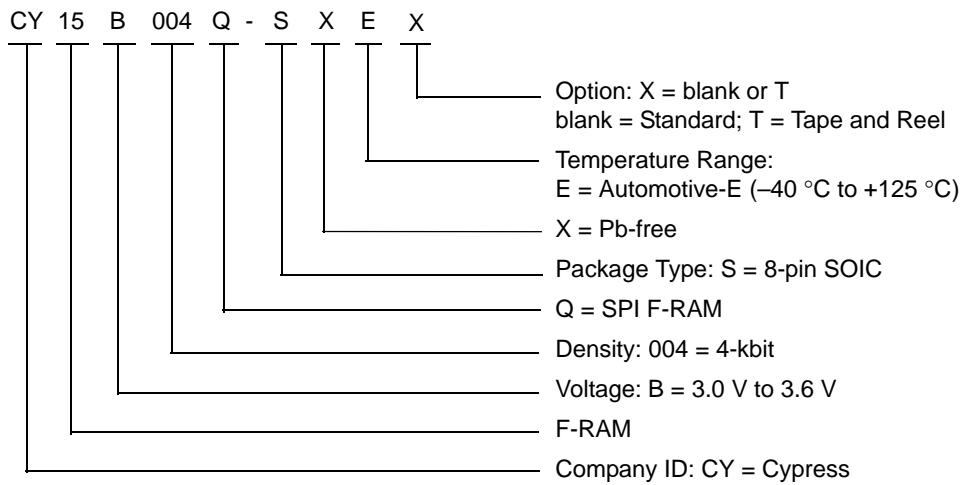 CY 15 B 004 Q - S X E X
Option: X = blank or T
blank = Standard; T = Tape and Reel
Temperature Range:
E = Automotive-E (–40 °C to +125 °C)
X = Pb-free
Package Type: S = 8-pin SOIC
Q = SPI F-RAM
Density: 004 = 4-kbit
Voltage: B = 3.0 V to 3.6 V
F-RAM
Company ID: CY = Cypress